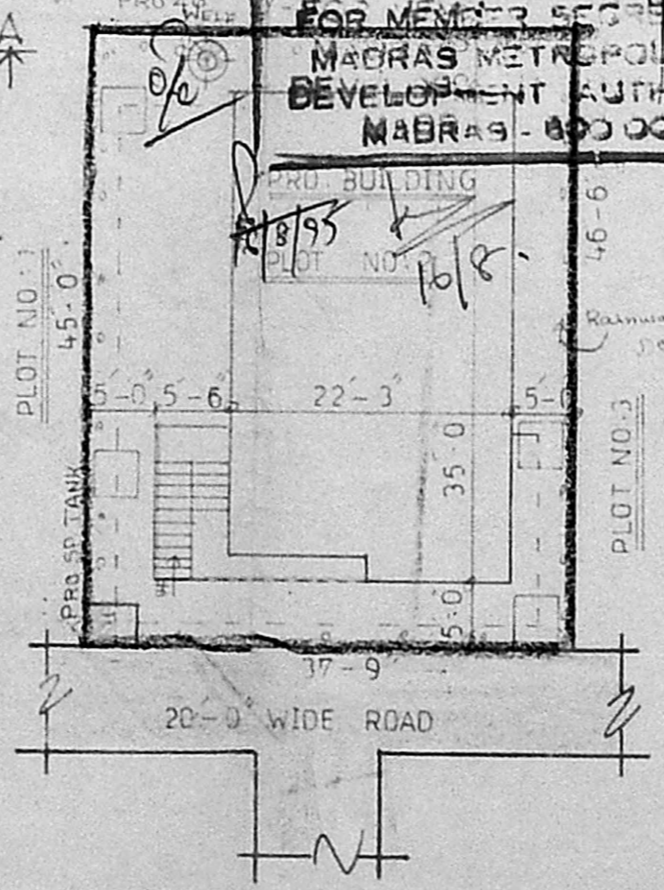 WELL
A
FOR MEMBER SECRE
MADRAS METROPOL
DEVELOPMENT AUTH
MADRAS - 600 00
PRO. BUILDING
/8/95
PLOT NO:2
16/8.
PLOT NO:1
45'-0"
46-6
5'-0" 5'-6" 22'-3" 5'-0
PLOT NO:3
35'-0
PRO SP TANK
5'-0
37'-9"
20'-0" WIDE ROAD
N